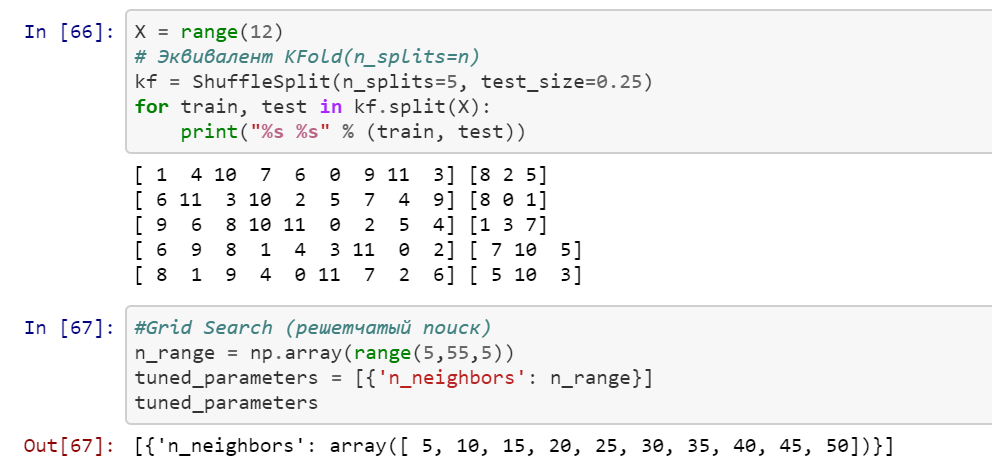 In [66]: X = range(12)
# Эквивалент KFold(n_splits=n)
kf = ShuffleSplit(n_splits=5, test_size=0.25)
for train, test in kf.split(X):
    print("%s %s" % (train, test))
[ 1  4 10  7  6  0  9 11  3] [8 2 5]
[ 6 11  3 10  2  5  7  4  9] [8 0 1]
[ 9  6  8 10 11  0  2  5  4] [1 3 7]
[ 6  9  8  1  4  3 11  0  2] [ 7 10  5]
[ 8  1  9  4  0 11  7  2  6] [ 5 10  3]
In [67]: #Grid Search (решетчатый поиск)
n_range = np.array(range(5,55,5))
tuned_parameters = [{'n_neighbors': n_range}]
tuned_parameters
Out[67]: [{'n_neighbors': array([ 5, 10, 15, 20, 25, 30, 35, 40, 45, 50])}]